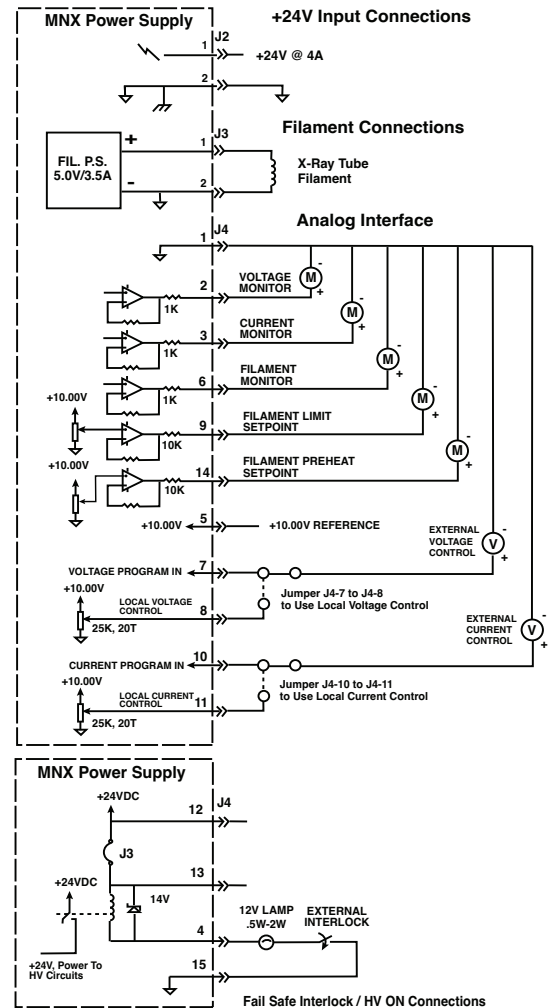 MNX Power Supply
+24V Input Connections
J2
1
+24V @ 4A
2
Filament Connections
J3
FIL. P.S.
5.0V/3.5A
+
1
-
2
X-Ray Tube
Filament
Analog Interface
J4
1
2
VOLTAGE
MONITOR
M
-
+
1K
3
CURRENT
MONITOR
M
-
+
1K
6
FILAMENT
MONITOR
M
-
+
1K
+10.00V
9
FILAMENT LIMIT
SETPOINT
M
-
+
10K
+10.00V
14
FILAMENT PREHEAT
SETPOINT
M
-
+
10K
+10.00V
5
+10.00V REFERENCE
EXTERNAL
VOLTAGE
CONTROL
V
-
+
VOLTAGE PROGRAM IN
7
+10.00V
LOCAL VOLTAGE
CONTROL
8
25K, 20T
Jumper J4-7 to J4-8
to Use Local Voltage Control
EXTERNAL
CURRENT
CONTROL
V
-
+
CURRENT PROGRAM IN
10
+10.00V
LOCAL CURRENT
CONTROL
11
25K, 20T
Jumper J4-10 to J4-11
to Use Local Current Control
MNX Power Supply
+24VDC
12
J4
J3
13
+24VDC
14V
4
12V LAMP
.5W-2W
EXTERNAL
INTERLOCK
15
+24V, Power To
HV Circuits
Fail Safe Interlock / HV ON Connections